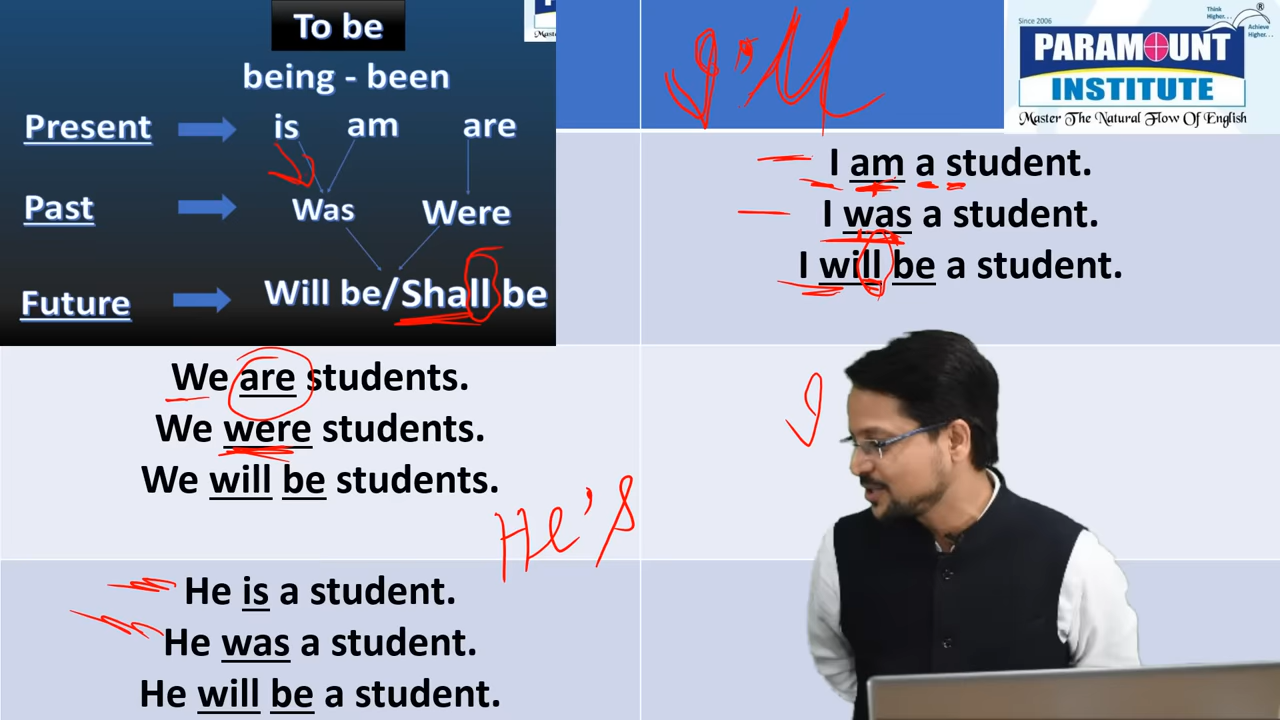 To be
being - been
Present is am are
Past Was Were
Future Will be/Shall be
I'll
Since 2006
Think Higher...
Achieve Higher...
®
PARAMOUNT
INSTITUTE
Master The Natural Flow Of English
I am a student.
I was a student.
I will be a student.
We are students.
We were students.
We will be students.
I
He's
He is a student.
He was a student.
He will be a student.